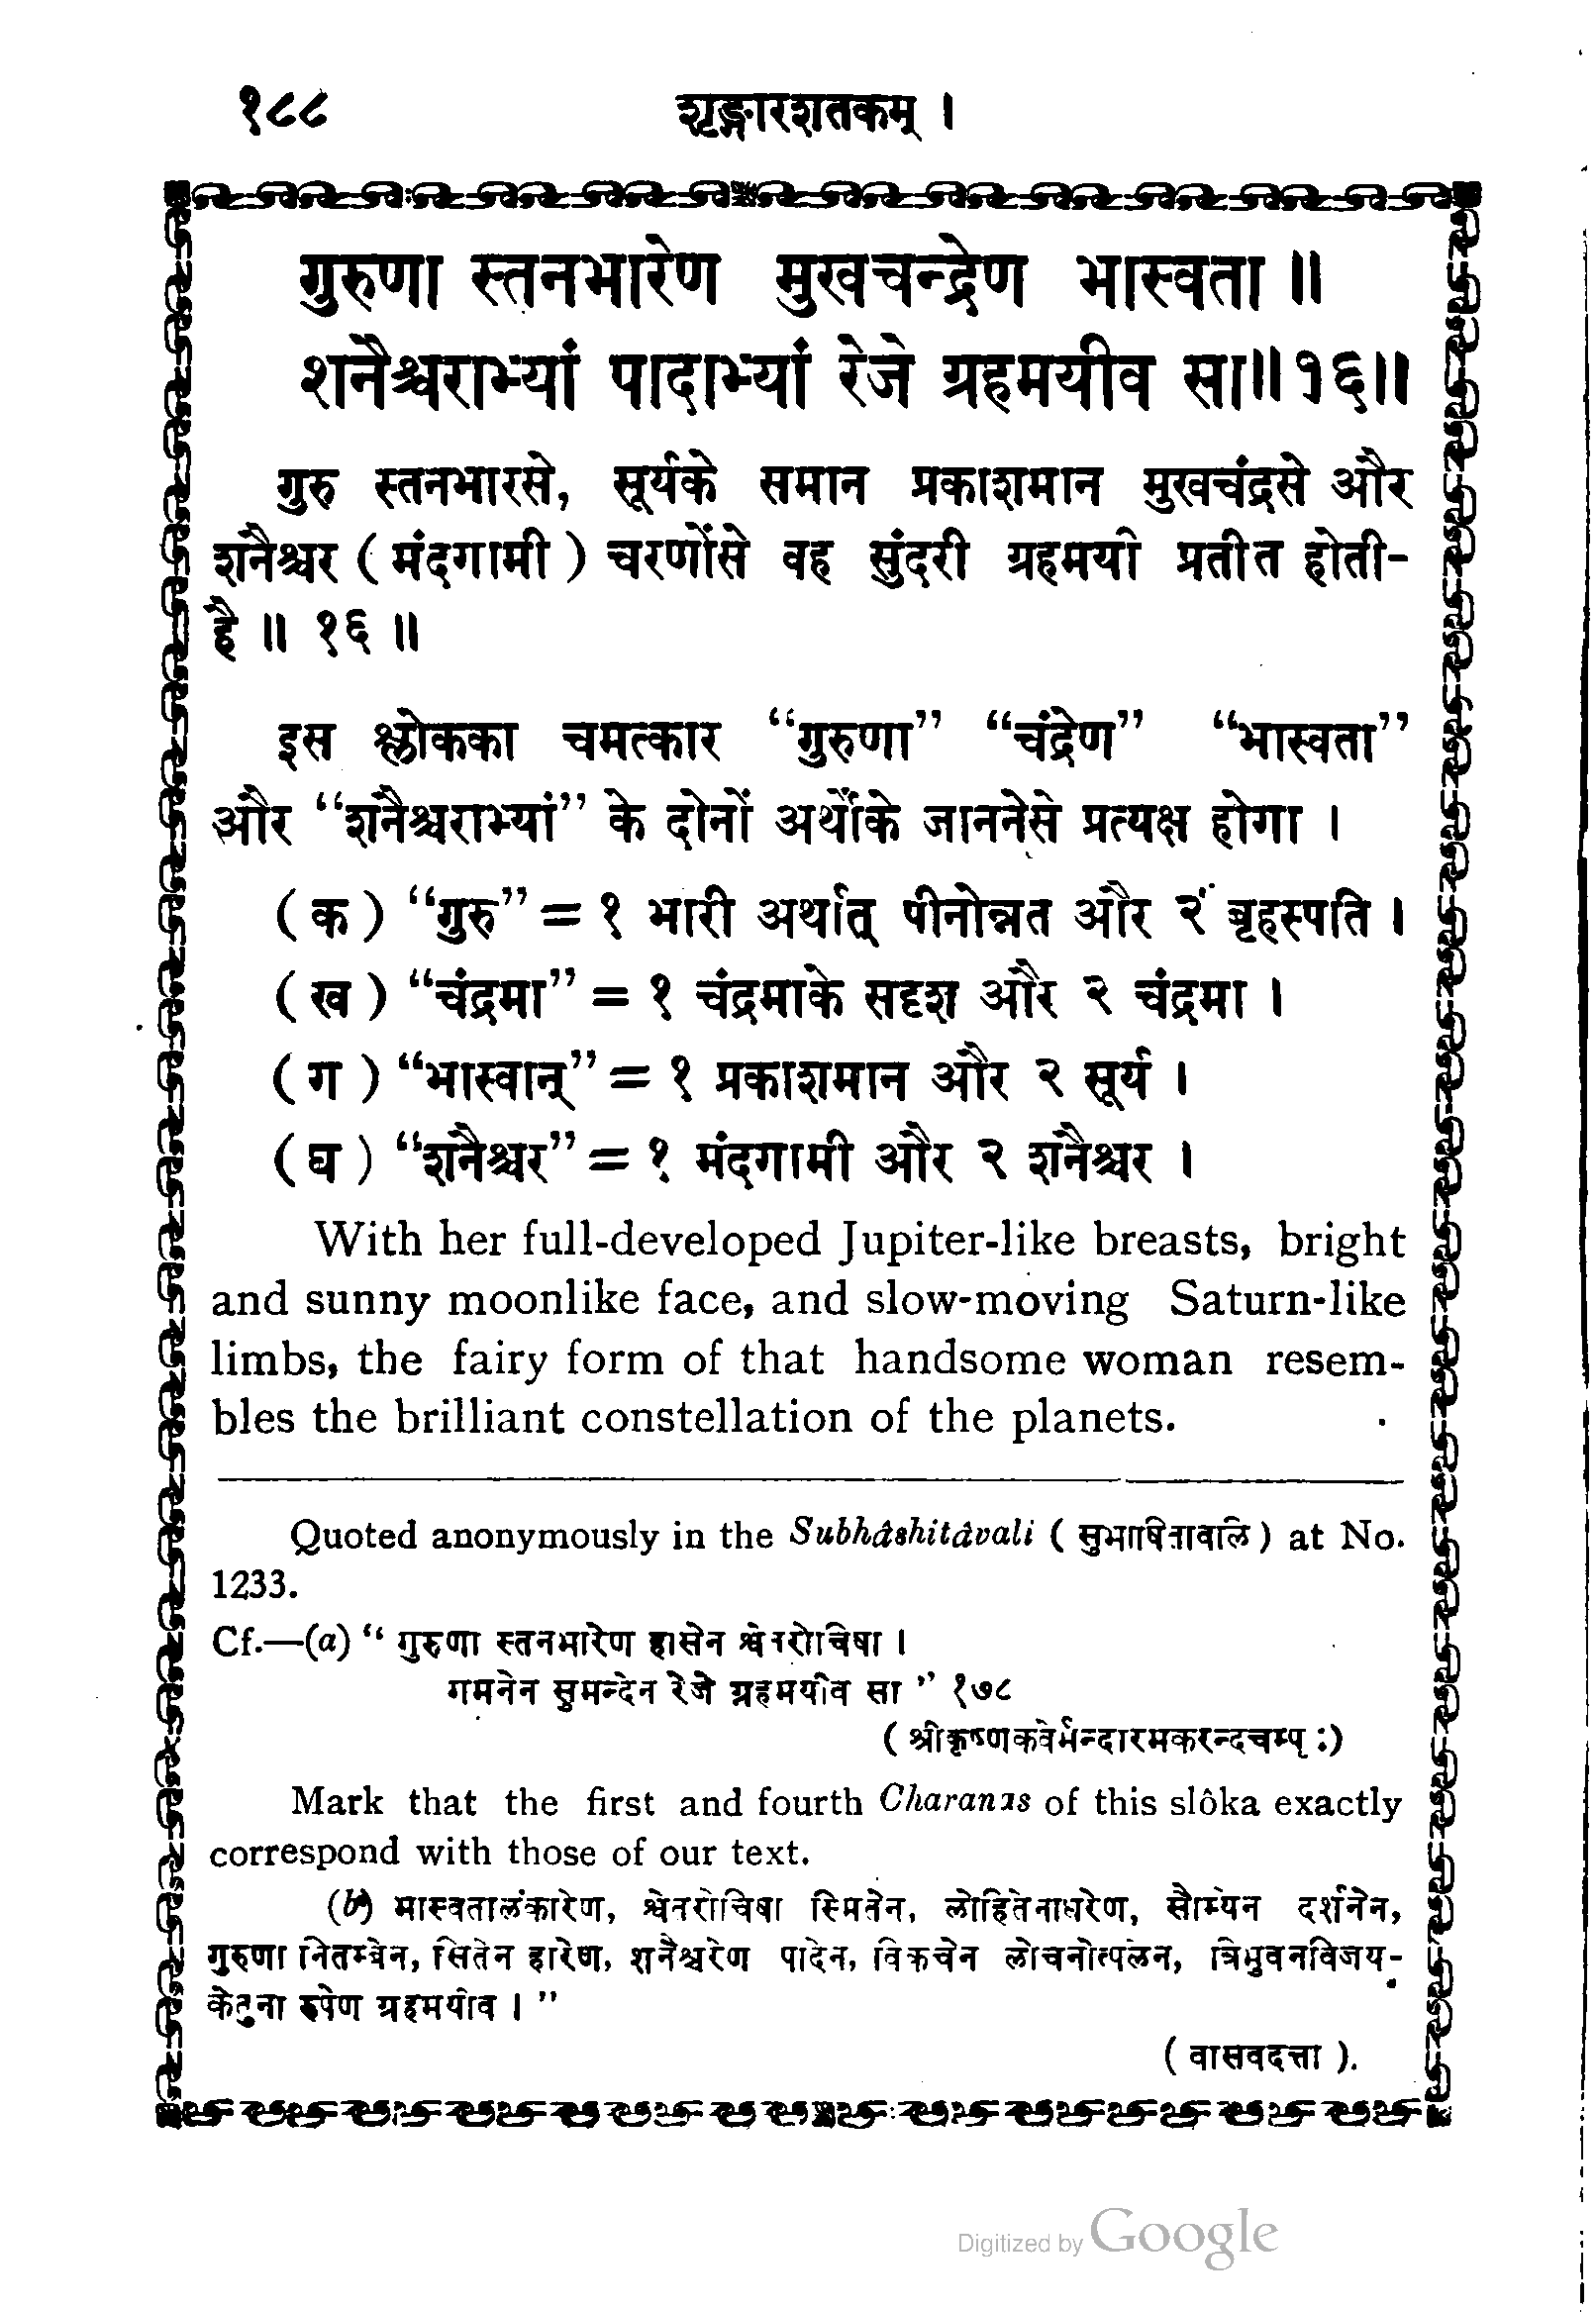 १८८ शृङ्गारशतकम् ।
गुरुणा स्तनभारेण मुखचन्द्रेण भास्वता ॥
शनैश्चराभ्यां पादाभ्यां रेजे ग्रहमयीव सा॥१६॥
गुरु स्तनभारसे, सूर्यके समान प्रकाशमान मुखचंद्रसे और
शनैश्चर ( मंदगामी ) चरणोंसे वह सुंदरी ग्रहमयी प्रतीत होती-
है ॥ १६ ॥
इस श्लोकका चमत्कार “गुरुणा” “चंद्रेण” “भास्वता”
और “शनैश्चराभ्यां” के दोनों अर्थोंके जाननेसे प्रत्यक्ष होगा ।
( क ) “गुरु” = १ भारी अर्थात् पीनोन्नत और २ बृहस्पति ।
( ख ) “चंद्रमा” = १ चंद्रमाके सदृश और २ चंद्रमा ।
( ग ) “भास्वान्” = १ प्रकाशमान और २ सूर्य ।
( घ ) “शनैश्चर” = १ मंदगामी और २ शनैश्चर ।
With her full-developed Jupiter-like breasts, bright
and sunny moonlike face, and slow-moving Saturn-like
limbs, the fairy form of that handsome woman resem-
bles the brilliant constellation of the planets.
Quoted anonymously in the Subhâshitâvali ( सुभाषितावलि ) at No.
1233.
Cf.—(a) “ गुरुणा स्तनभारेण हासेन श्वेतरोचिषा ।
गमनेन सुमन्देन रेजे ग्रहमयीव सा ” १७८
( श्रीकृष्णकवेर्मन्दारमकरन्दचम्पूः)
Mark that the first and fourth Charanas of this slôka exactly
correspond with those of our text.
(b) भास्वतालंकारेण, श्वेतरोचिषा स्मितेन, लोहितेनाधरेण, सौम्येन दर्शनेन,
गुरुणा नितम्बेन, सितेन हारेण, शनैश्चरेण पादेन, विकचेन लोचनोत्पलेन, त्रिभुवनविजय-
केतुना रुपेण ग्रहमयीव । ”
( वासवदत्ता ).
Digitized by Google